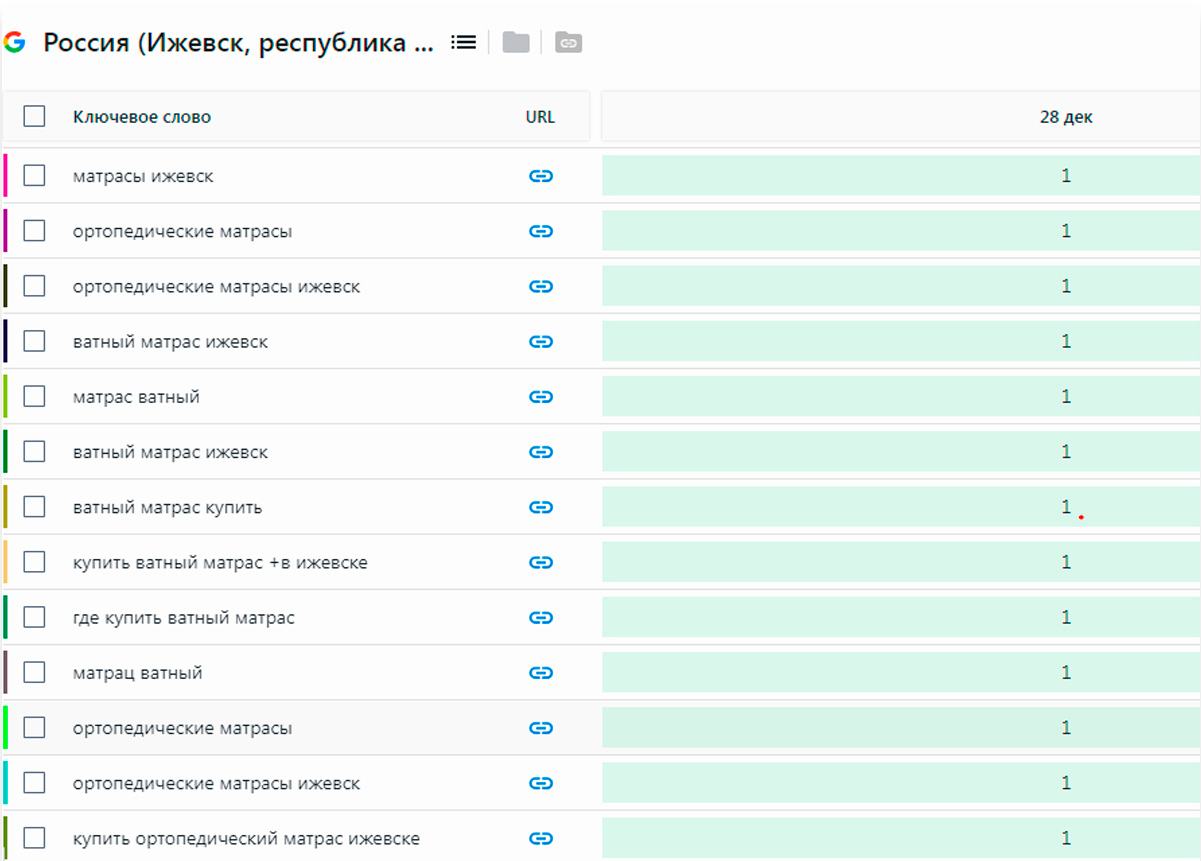 Россия (Ижевск, республика ...
Ключевое слово URL 28 дек
матрасы ижевск 1
ортопедические матрасы 1
ортопедические матрасы ижевск 1
ватный матрас ижевск 1
матрас ватный 1
ватный матрас ижевск 1
ватный матрас купить 1
купить ватный матрас +в ижевске 1
где купить ватный матрас 1
матрац ватный 1
ортопедические матрасы 1
ортопедические матрасы ижевск 1
купить ортопедический матрас ижевске 1